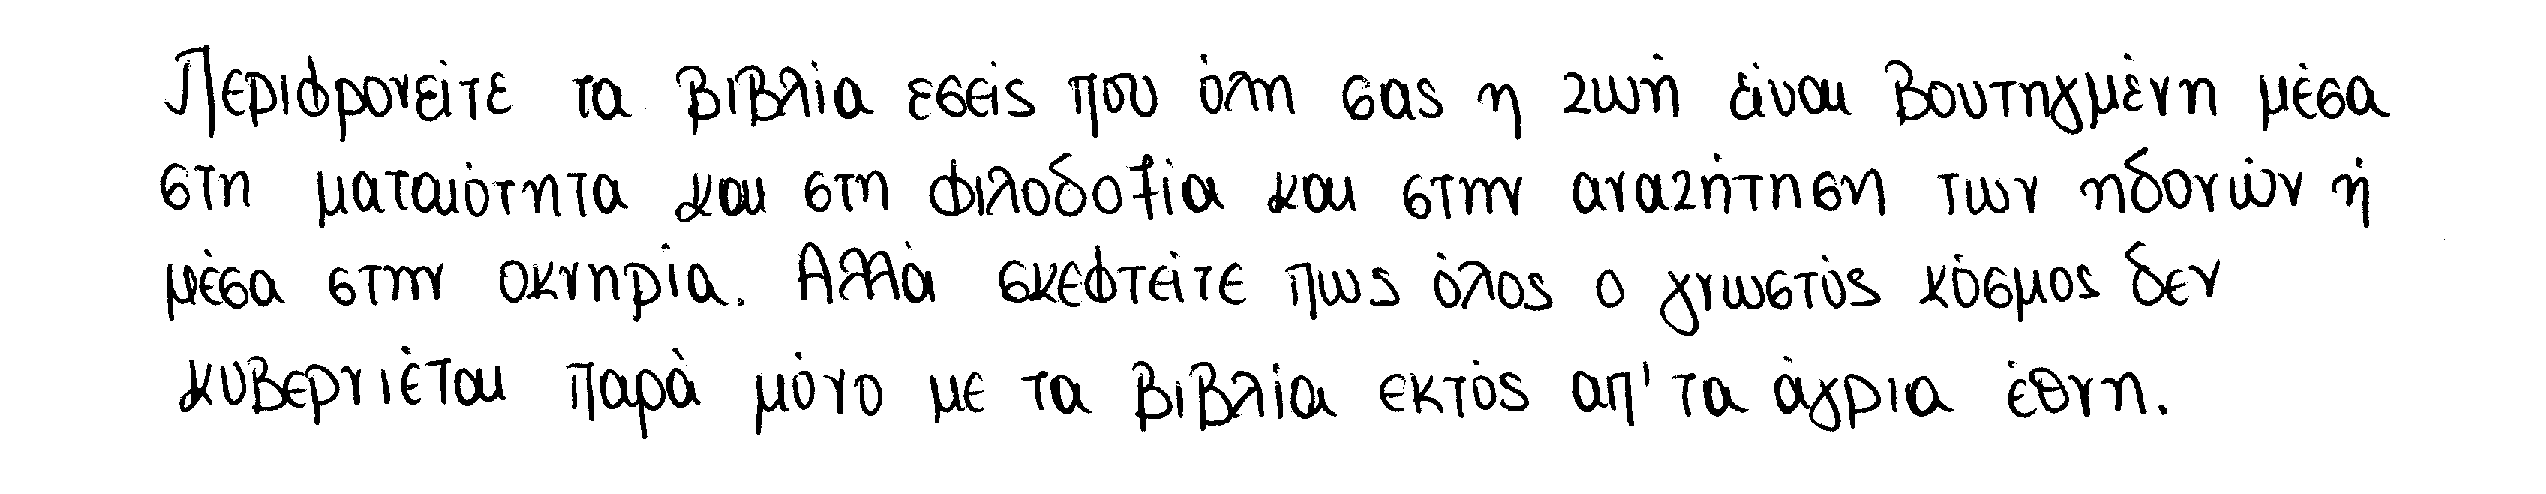 Περιφρονείτε τα βιβλία εσείς που όλη σας η ζωή είναι βουτηγμένη μέσα
στη ματαιότητα και στη φιλοδοξία και στην αναζήτηση των ηδονών ή
μέσα στην οκνηρία. Αλλά σκεφτείτε πως όλος ο γνωστός κόσμος δεν
κυβερνιέται παρά μόνο με τα βιβλία εκτός απ' τα άγρια έθνη.